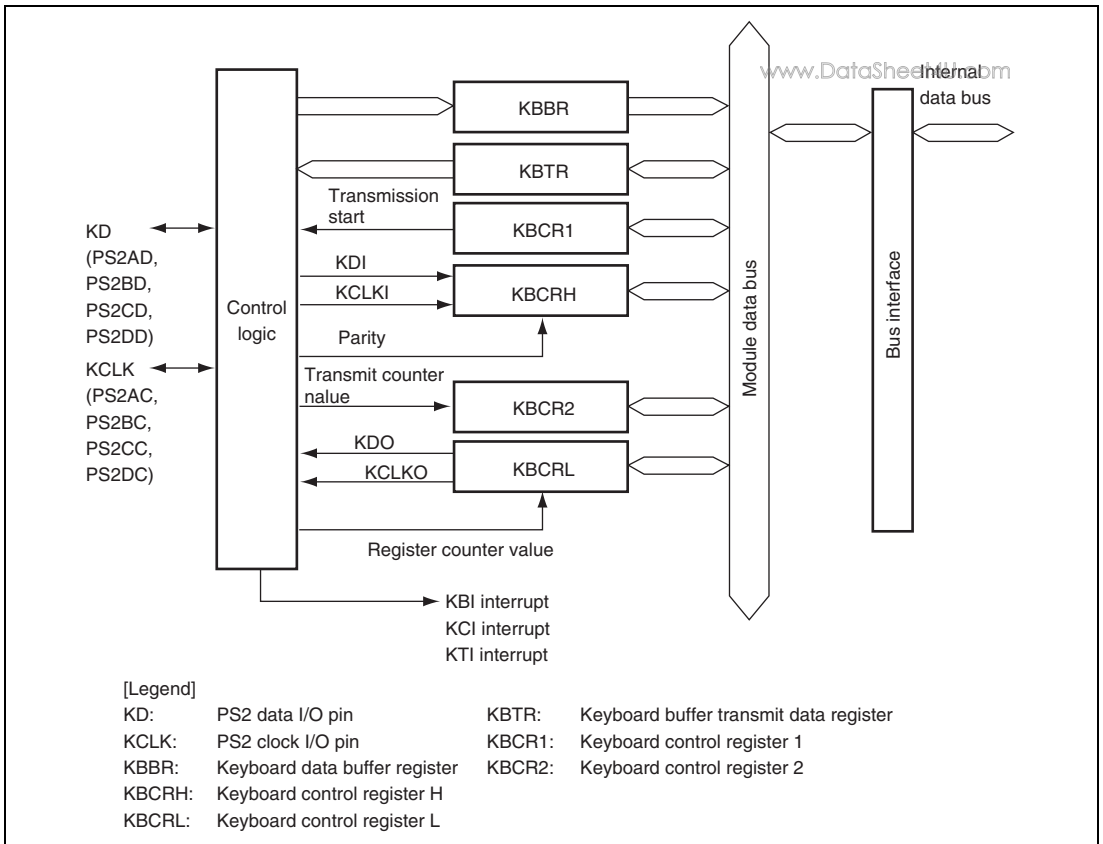 www.DataSheet4U.com
Internal
data bus
KBBR
KBTR
Transmission
start
KBCR1
KD
(PS2AD,
PS2BD,
PS2CD,
PS2DD)
KDI
KCLKI
KBCRH
Control
logic
Parity
Module data bus
Bus interface
KCLK
(PS2AC,
PS2BC,
PS2CC,
PS2DC)
Transmit counter
nalue
KBCR2
KDO
KCLKO
KBCRL
Register counter value
KBI interrupt
KCI interrupt
KTI interrupt
[Legend]
KD: PS2 data I/O pin
KCLK: PS2 clock I/O pin
KBBR: Keyboard data buffer register
KBCRH: Keyboard control register H
KBCRL: Keyboard control register L
KBTR: Keyboard buffer transmit data register
KBCR1: Keyboard control register 1
KBCR2: Keyboard control register 2